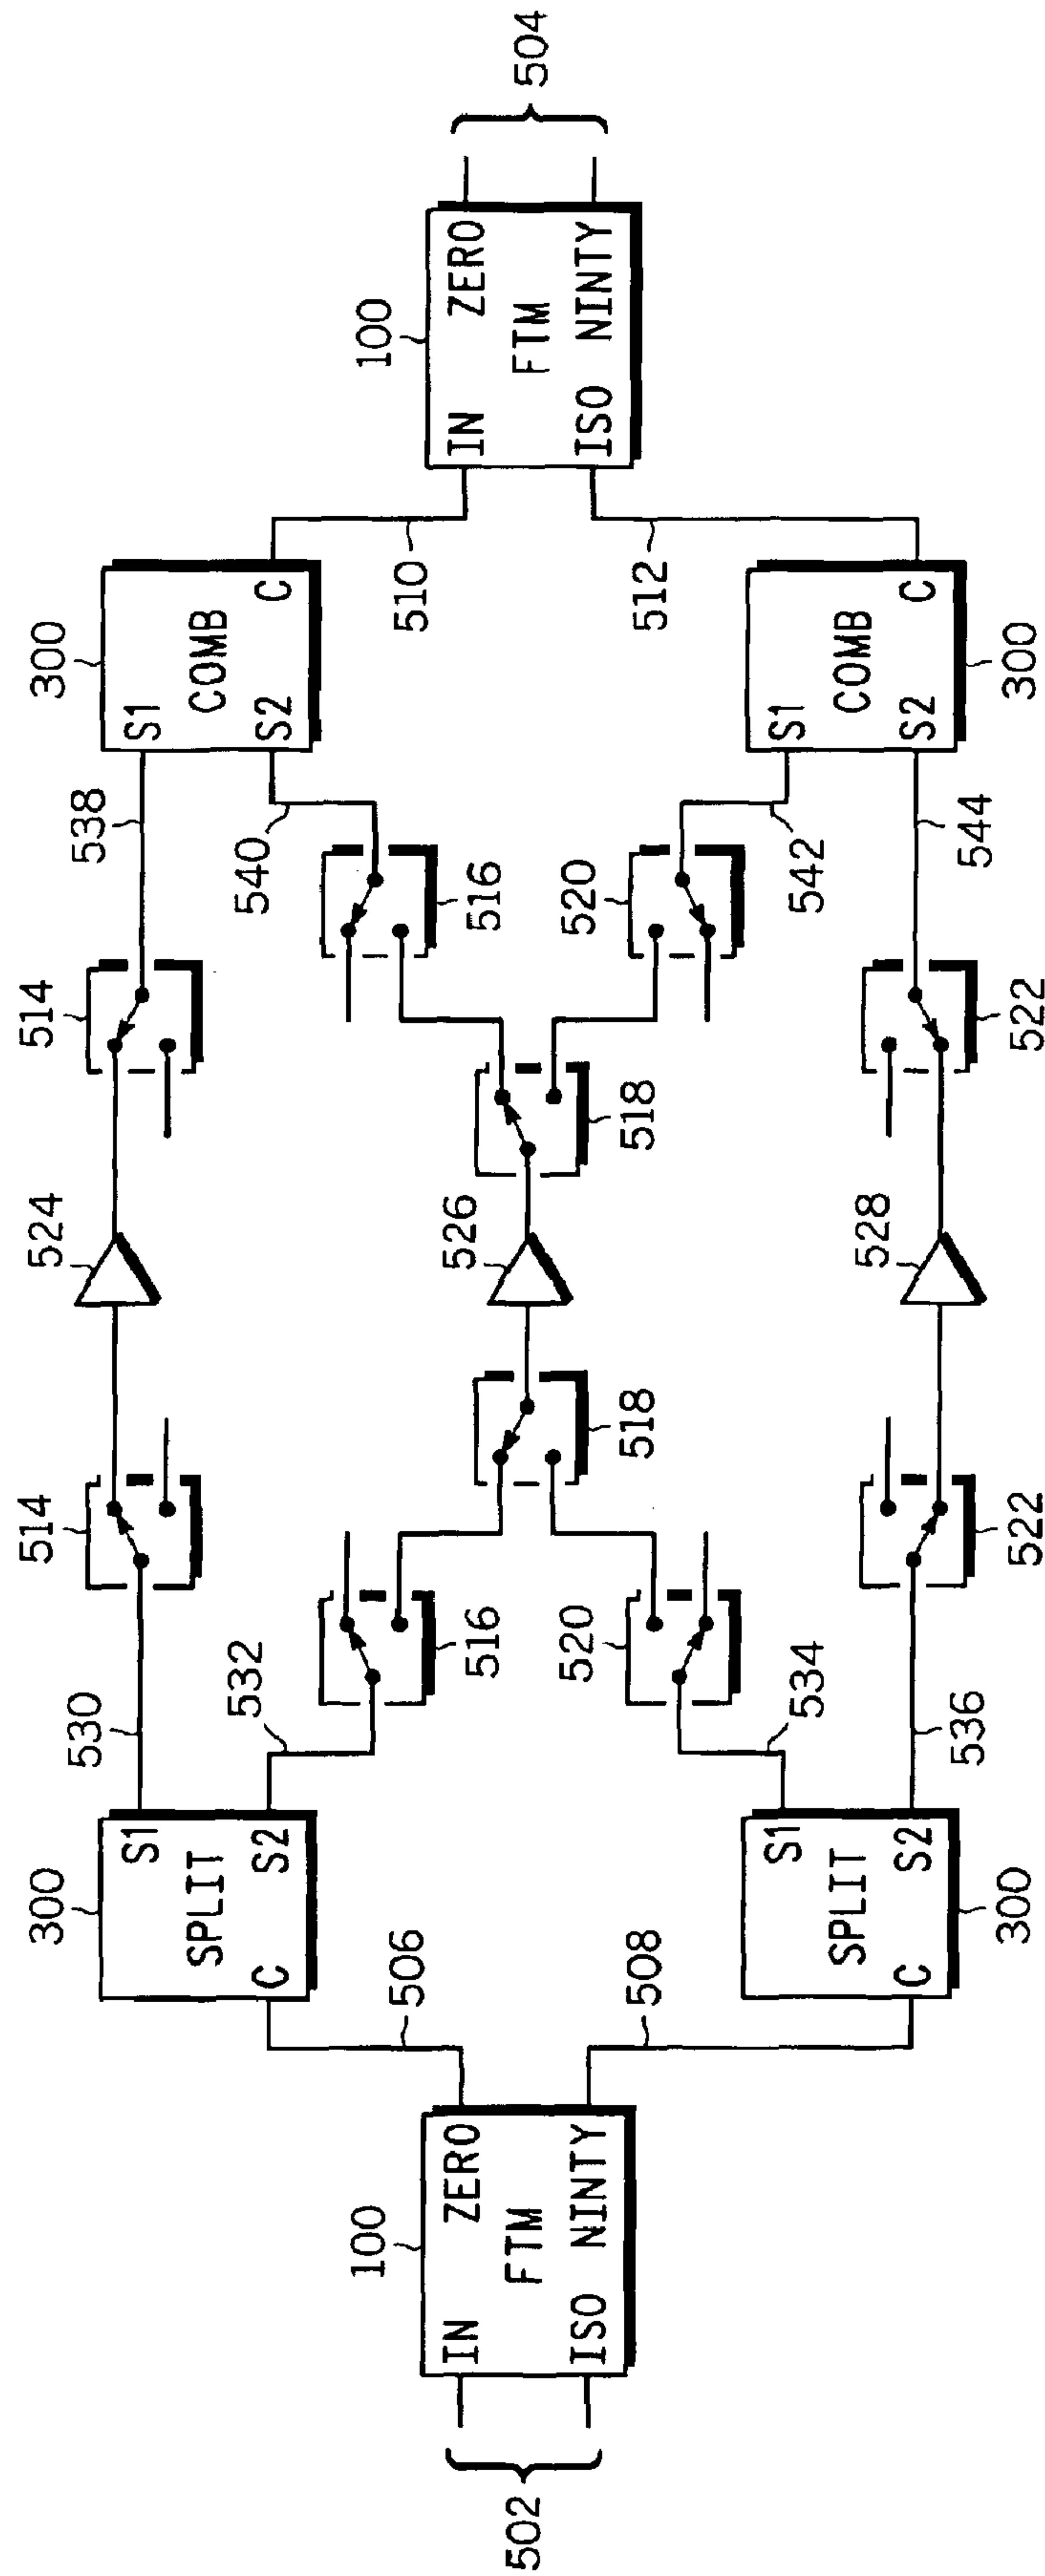 502
100
IN ZERO
FTM
ISO NINTY
506
508
300
SPLIT
C
S1
S2
300
SPLIT
C
S1
S2
530
532
534
536
514
516
520
522
518
524
526
528
518
514
516
520
522
538
540
542
544
300
COMB
S1
S2
C
300
COMB
S1
S2
C
510
512
100
IN ZERO
FTM
ISO NINTY
504